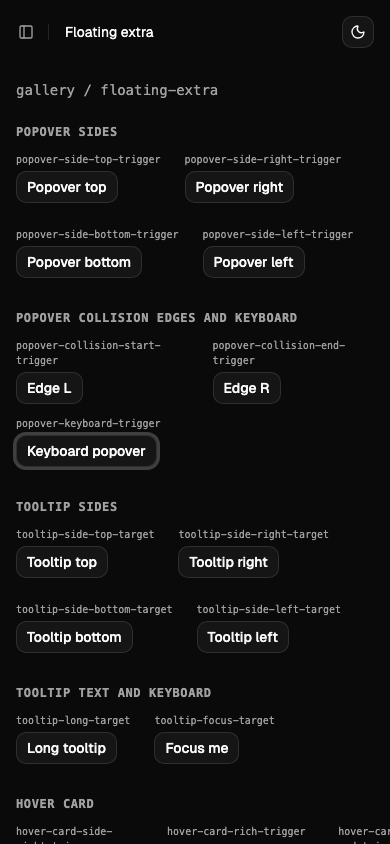 Floating extra
gallery / floating-extra
POPOVER SIDES
popover-side-top-trigger popover-side-right-trigger
Popover top Popover right
popover-side-bottom-trigger popover-side-left-trigger
Popover bottom Popover left
POPOVER COLLISION EDGES AND KEYBOARD
popover-collision-start-trigger popover-collision-end-trigger
Edge L Edge R
popover-keyboard-trigger
Keyboard popover
TOOLTIP SIDES
tooltip-side-top-target tooltip-side-right-target
Tooltip top Tooltip right
tooltip-side-bottom-target tooltip-side-left-target
Tooltip bottom Tooltip left
TOOLTIP TEXT AND KEYBOARD
tooltip-long-target tooltip-focus-target
Long tooltip Focus me
HOVER CARD
hover-card-side- hover-card-rich-trigger hover-car